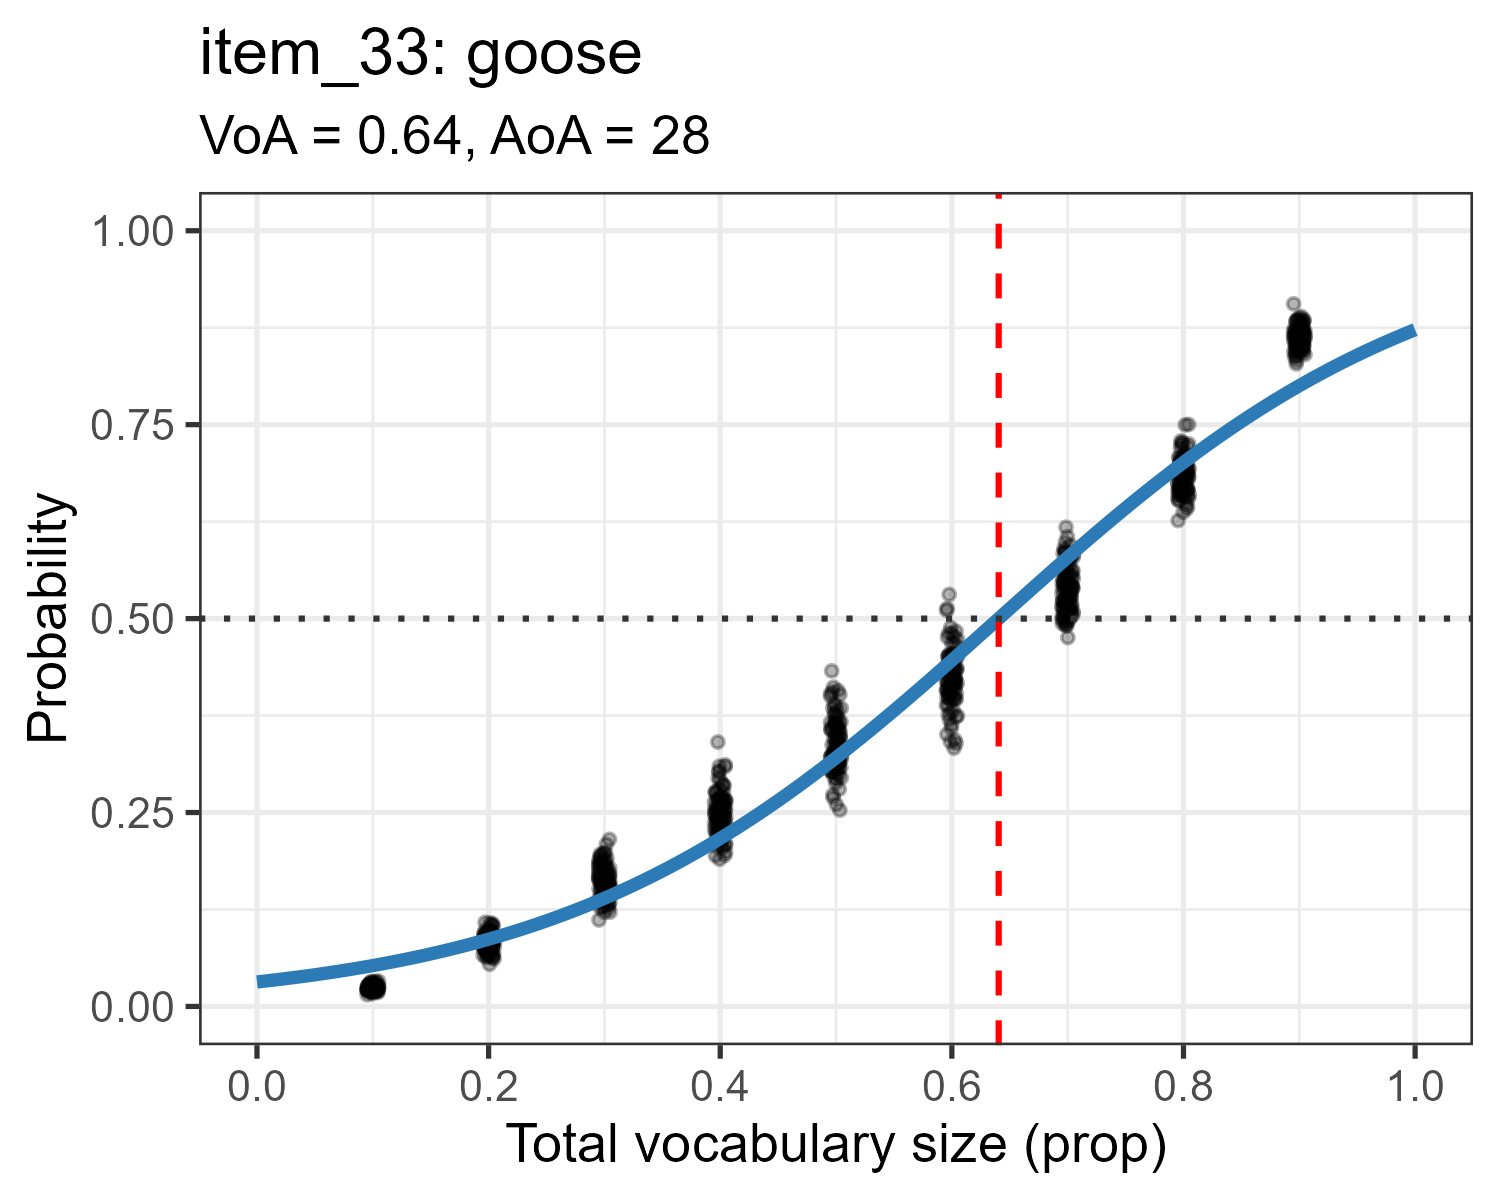 item_33: goose
VoA = 0.64, AoA = 28
1.00
0.75
0.50
0.25
0.00
Probability
0.0 0.2 0.4 0.6 0.8 1.0
Total vocabulary size (prop)